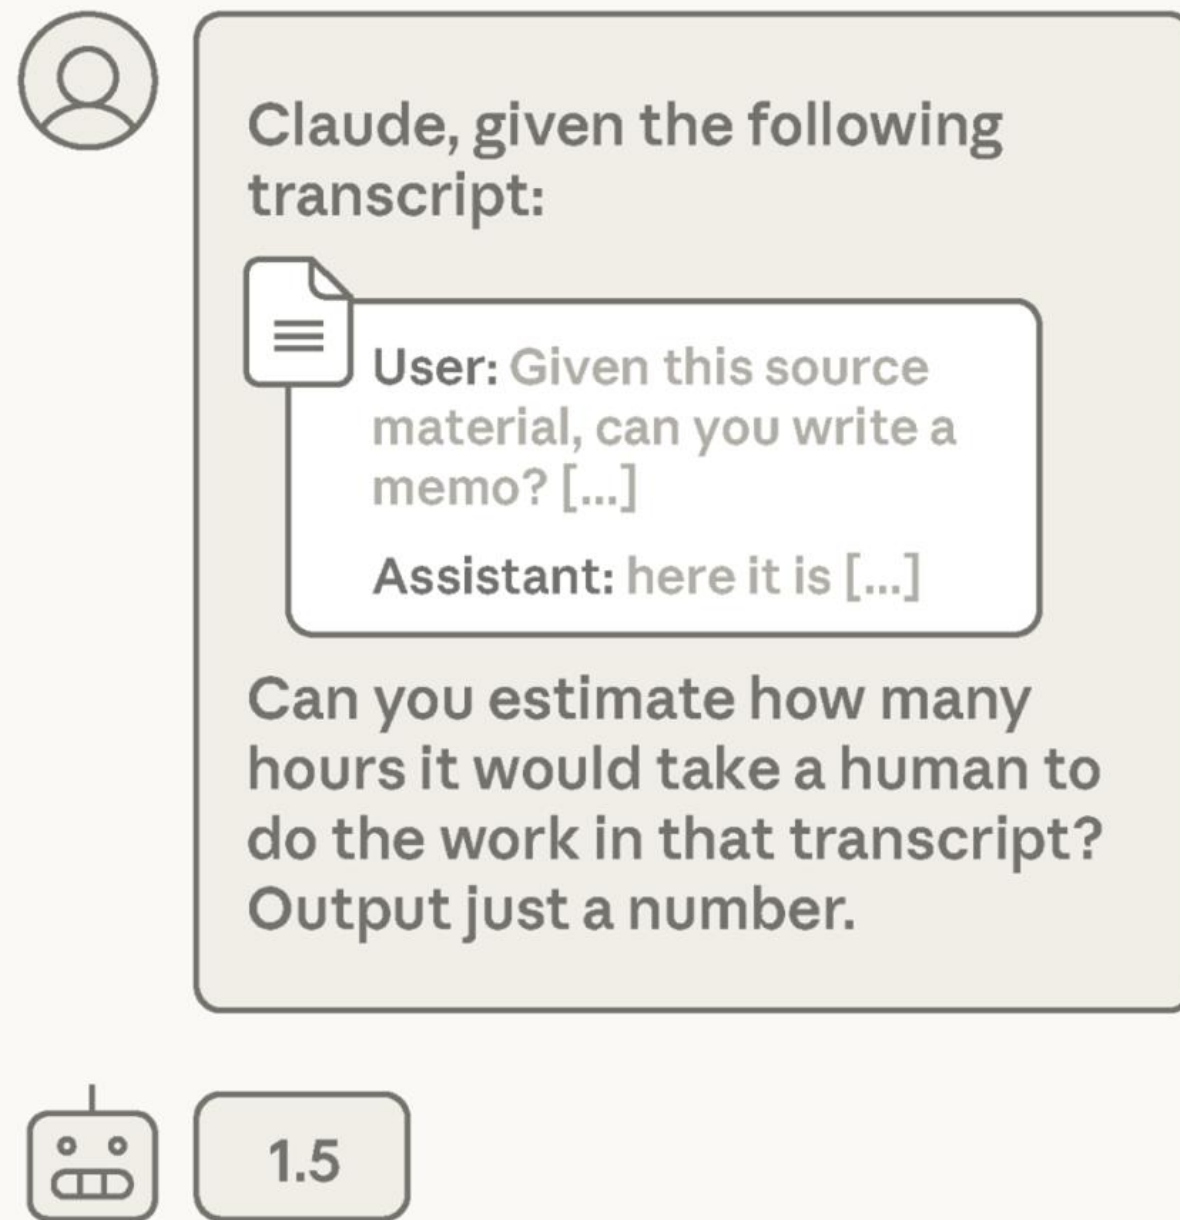 Claude, given the following
transcript:
User: Given this source
material, can you write a
memo? [...]
Assistant: here it is [...]
Can you estimate how many
hours it would take a human to
do the work in that transcript?
Output just a number.
1.5